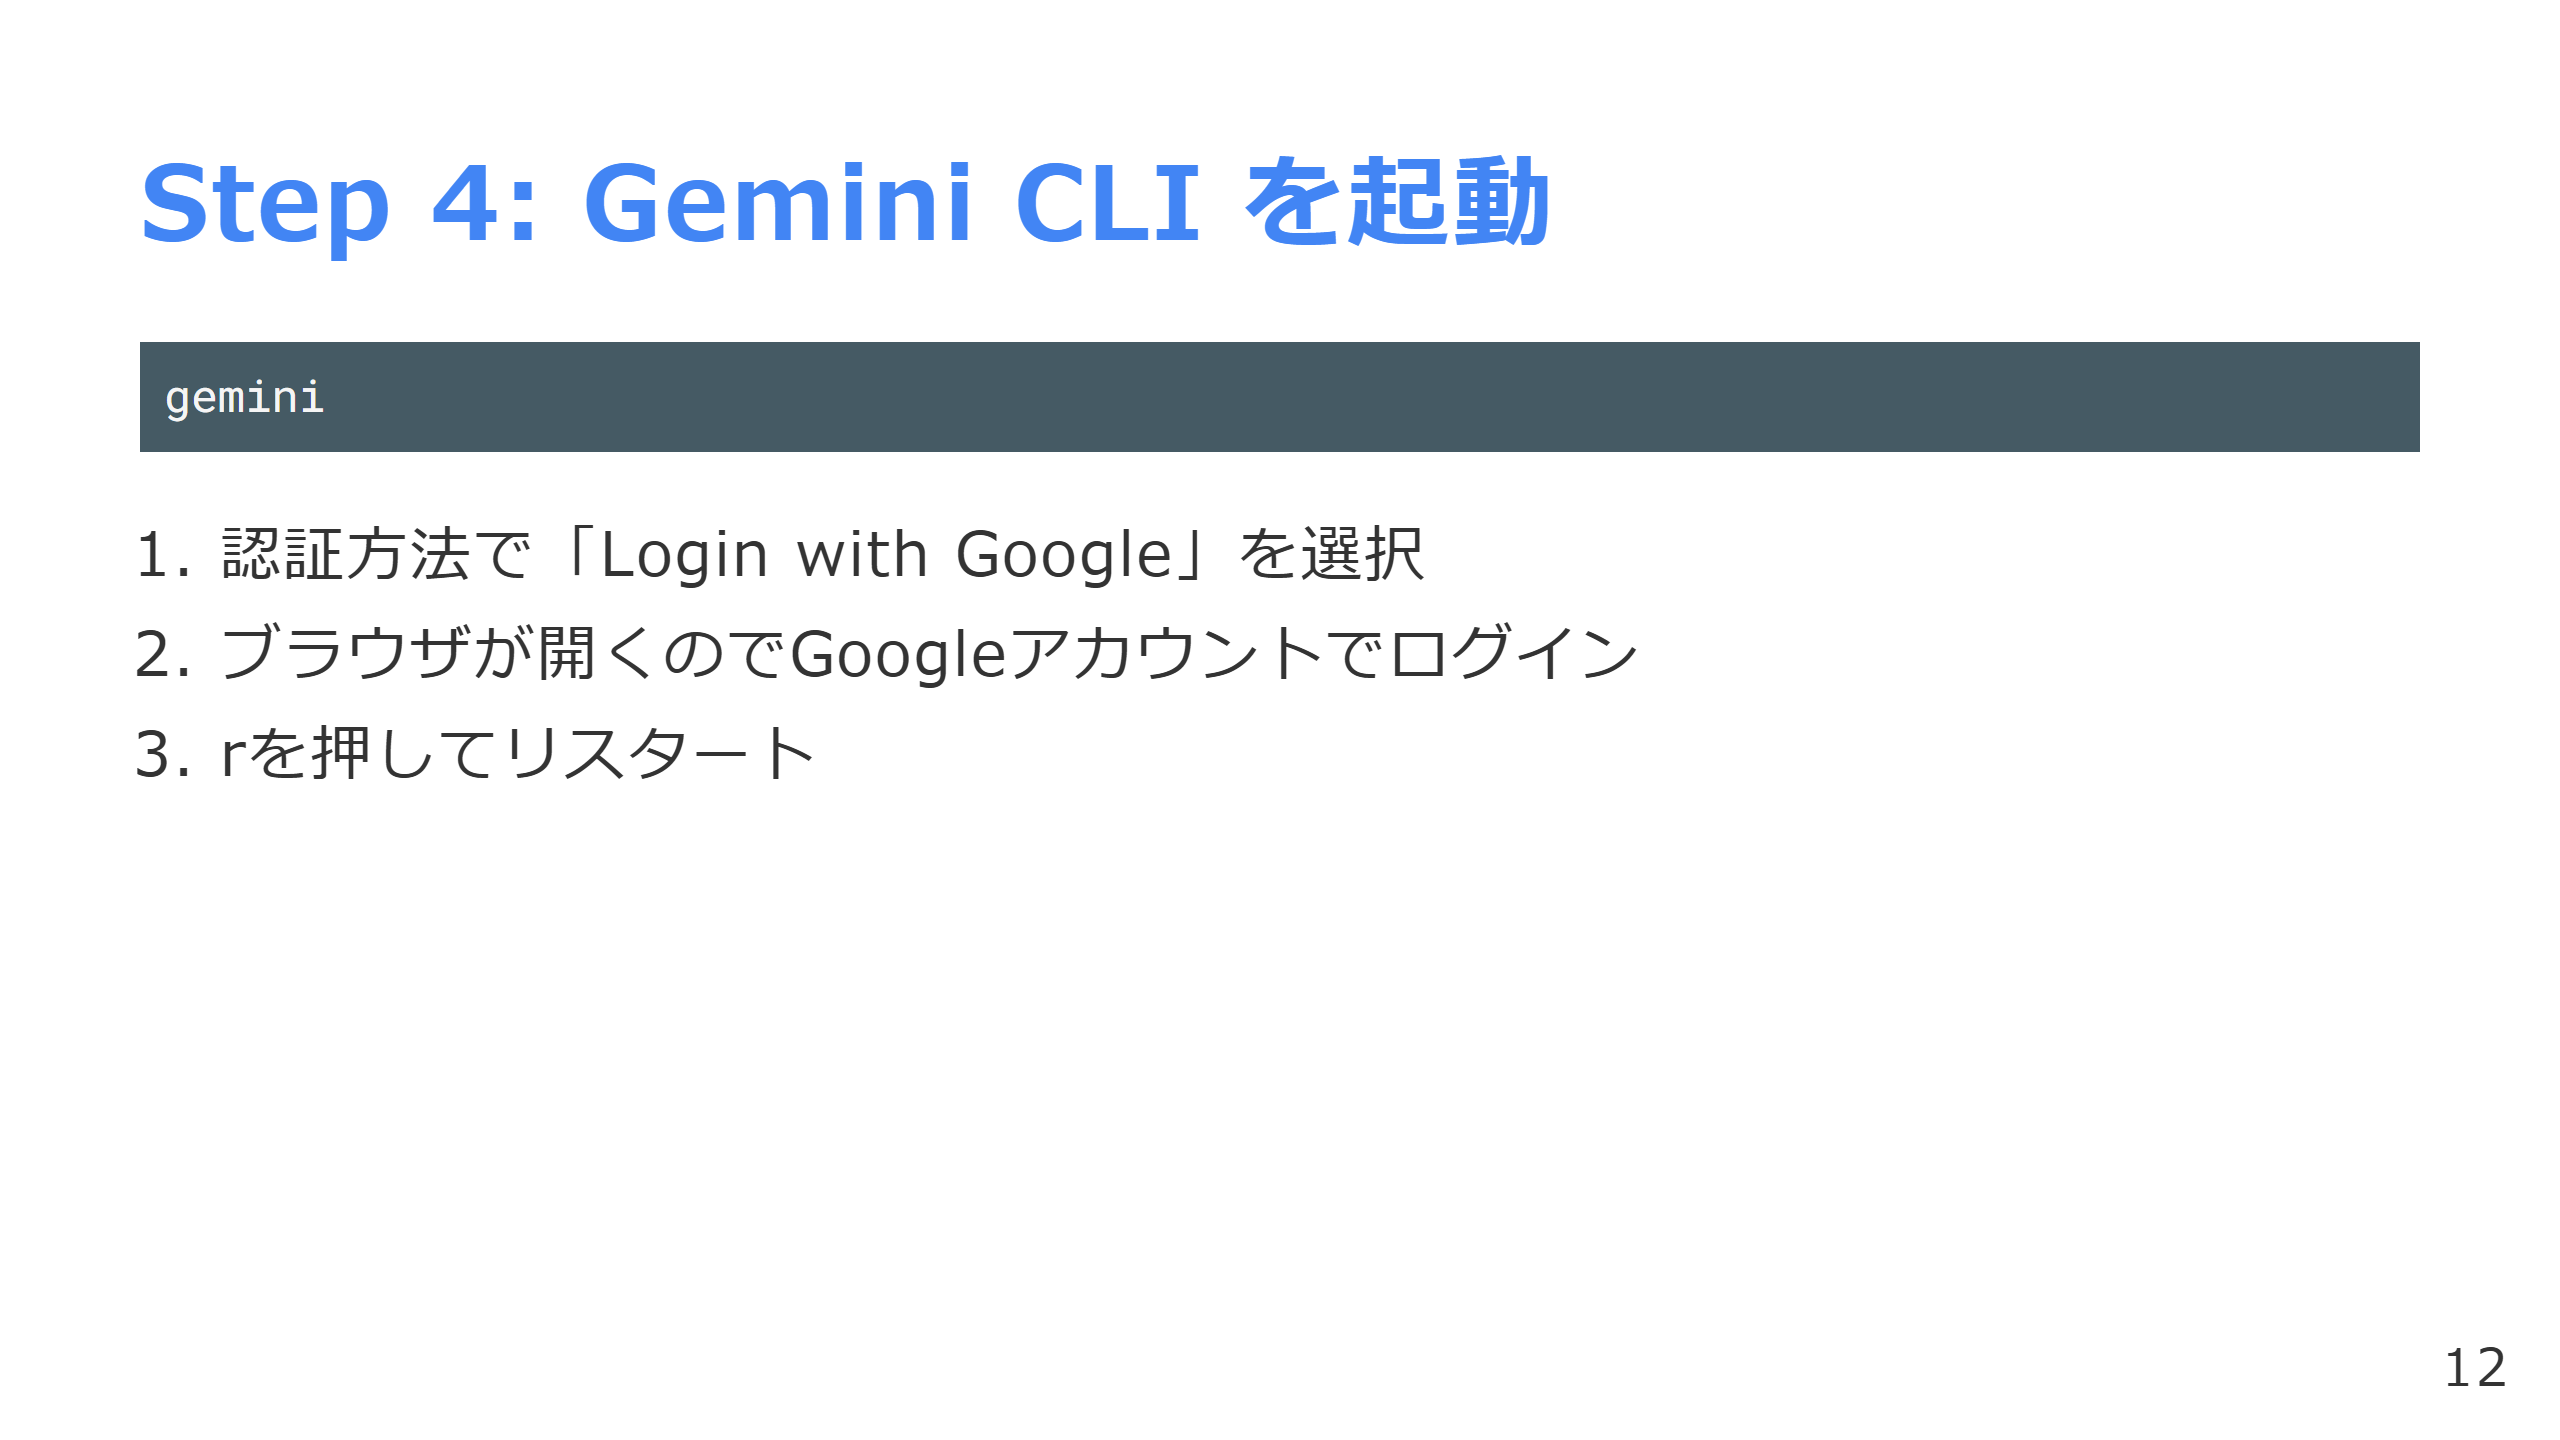 Step 4: Gemini CLI を起動
gemini
1. 認証方法で「Login with Google」を選択
2. ブラウザが開くのでGoogleアカウントでログイン
3. rを押してリスタート
12